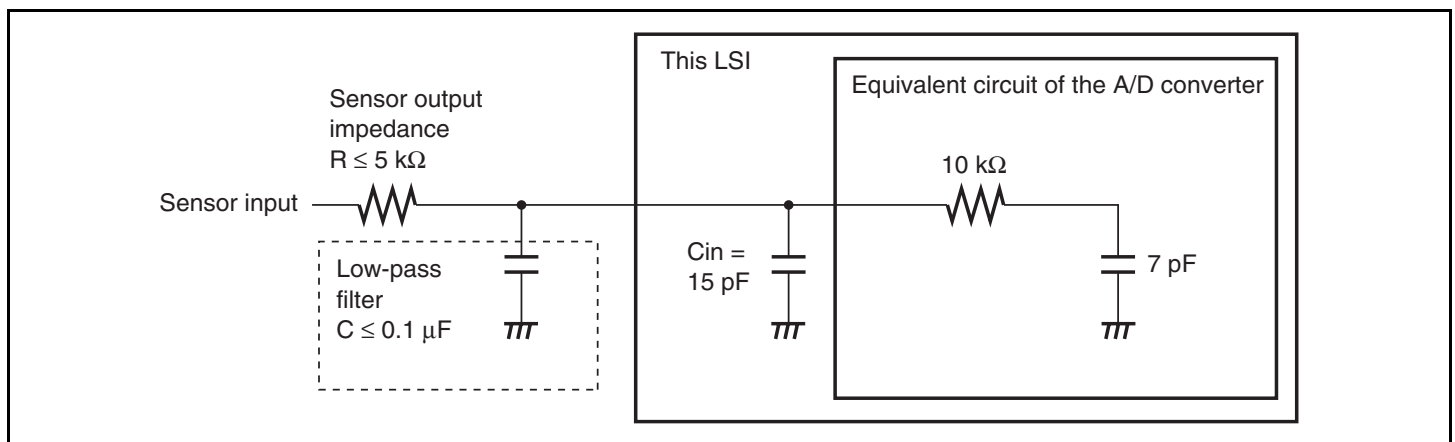 This LSI
Equivalent circuit of the A/D converter
Sensor output
impedance
R ≤ 5 kΩ
10 kΩ
Sensor input
Low-pass
filter
C ≤ 0.1 μF
Cin =
15 pF
7 pF